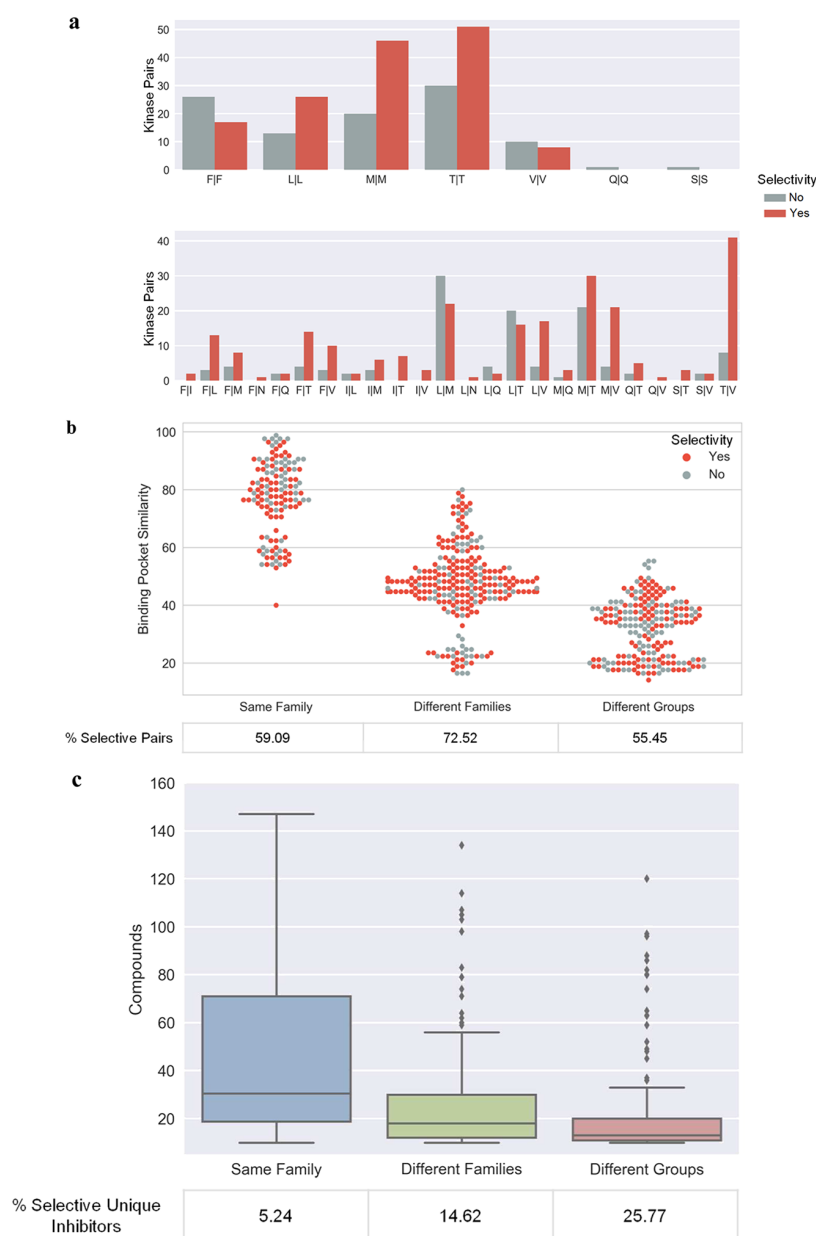 a
50
40
30
20
10
0
Kinase Pairs
F|F L|L M|M T|T V|V Q|Q S|S
Selectivity
No
Yes
40
30
20
10
0
Kinase Pairs
F|I F|L F|M F|N F|Q F|T F|V I|L I|M I|T I|V L|M L|N L|Q L|T L|V M|Q M|T M|V Q|T Q|V S|T S|V T|V
b
100
80
60
40
20
Binding Pocket Similarity
Selectivity
Yes
No
Same Family Different Families Different Groups
% Selective Pairs 59.09 72.52 55.45
c
160
140
120
100
80
60
40
20
Compounds
Same Family Different Families Different Groups
% Selective Unique
Inhibitors
5.24 14.62 25.77